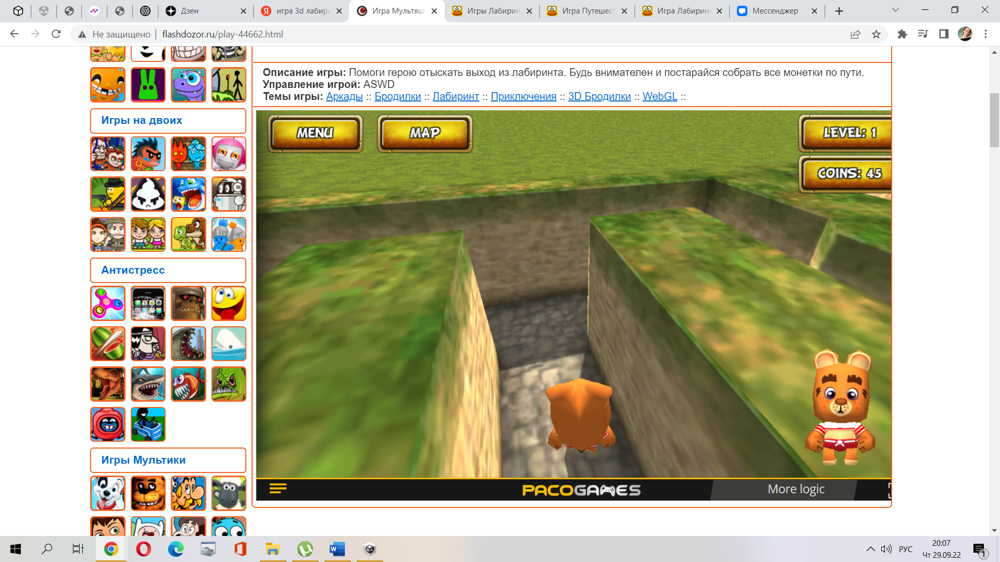 Дзен
игра 3d лабири
Игра Мультяш
Игры Лабирин
Игра Путешест
Игра Лабиринт
Мессенджер
Не защищено
flashdozor.ru/play-44662.html
Описание игры: Помоги герою отыскать выход из лабиринта. Будь внимателен и постарайся собрать все монетки по пути.
Управление игрой: ASWD
Темы игры: Аркады :: Бродилки :: Лабиринт :: Приключения :: 3D Бродилки :: WebGL ::
Игры на двоих
Антистресс
Игры Мультики
MENU
MAP
LEVEL: 1
COINS: 45
PACOGAMES
More logic
РУС
20:07
Чт 29.09.22
1